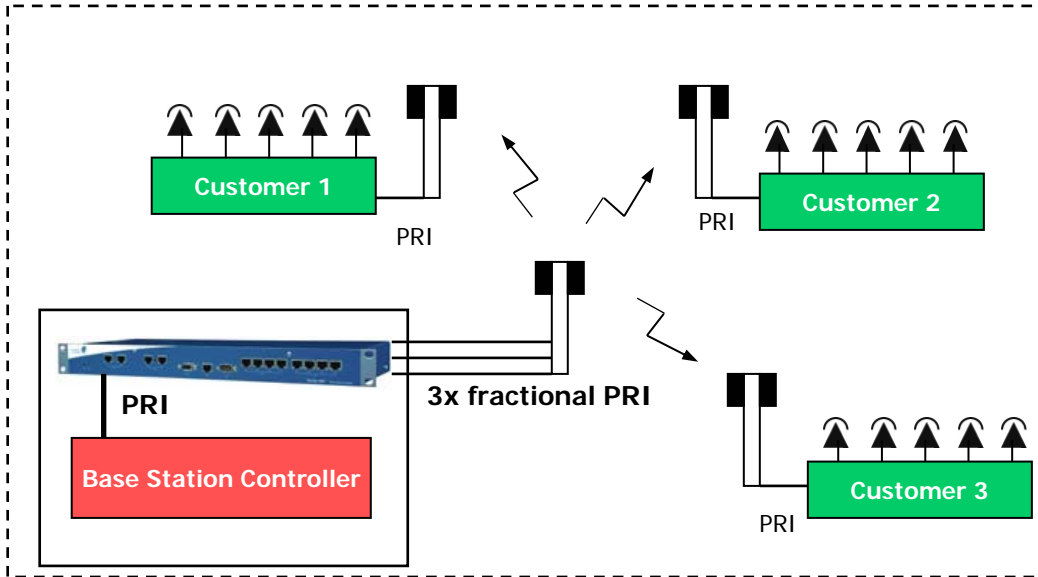 Customer 1
PRI
Customer 2
PRI
3x fractional PRI
PRI
Base Station Controller
Customer 3
PRI